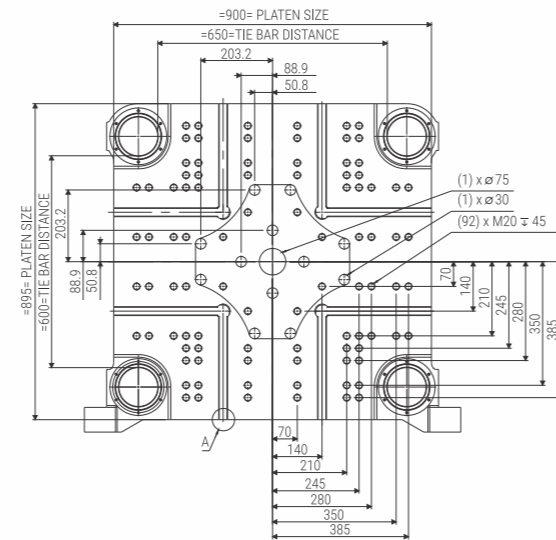 =900= PLATEN SIZE
=650=TIE BAR DISTANCE
203.2
88.9
50.8
(1) x ⌀ 75
(1) x ⌀ 30
(92) x M20 ↧ 45
=895= PLATEN SIZE
=600=TIE BAR DISTANCE
203.2
88.9
50.8
70
140
210
245
280
350
385
A
70
140
210
245
280
350
385